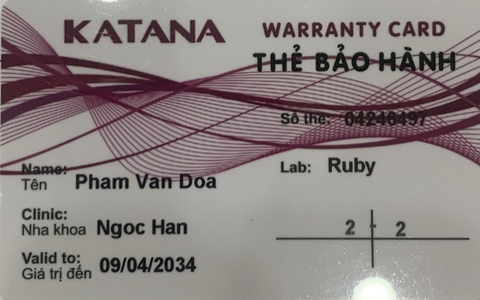 KATANA
WARRANTY CARD
THẺ BẢO HÀNH
Số thẻ: 04246497
Name:
Tên Pham Van Doa
Lab: Ruby
Clinic:
Nha khoa Ngoc Han
2 2
Valid to:
Giá trị đến 09/04/2034